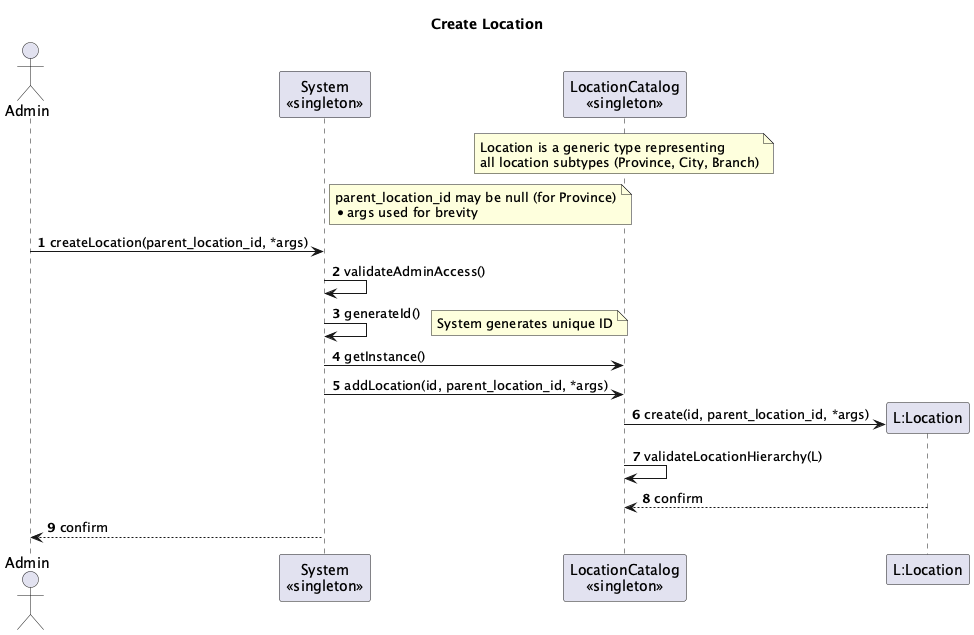 Create Location
Admin
System
«singleton»
LocationCatalog
«singleton»
Location is a generic type representing
all location subtypes (Province, City, Branch)
parent_location_id may be null (for Province)
• args used for brevity
1 createLocation(parent_location_id, *args)
2 validateAdminAccess()
3 generateId()
System generates unique ID
4 getInstance()
5 addLocation(id, parent_location_id, *args)
6 create(id, parent_location_id, *args)
L:Location
7 validateLocationHierarchy(L)
8 confirm
9 confirm
Admin
System
«singleton»
LocationCatalog
«singleton»
L:Location